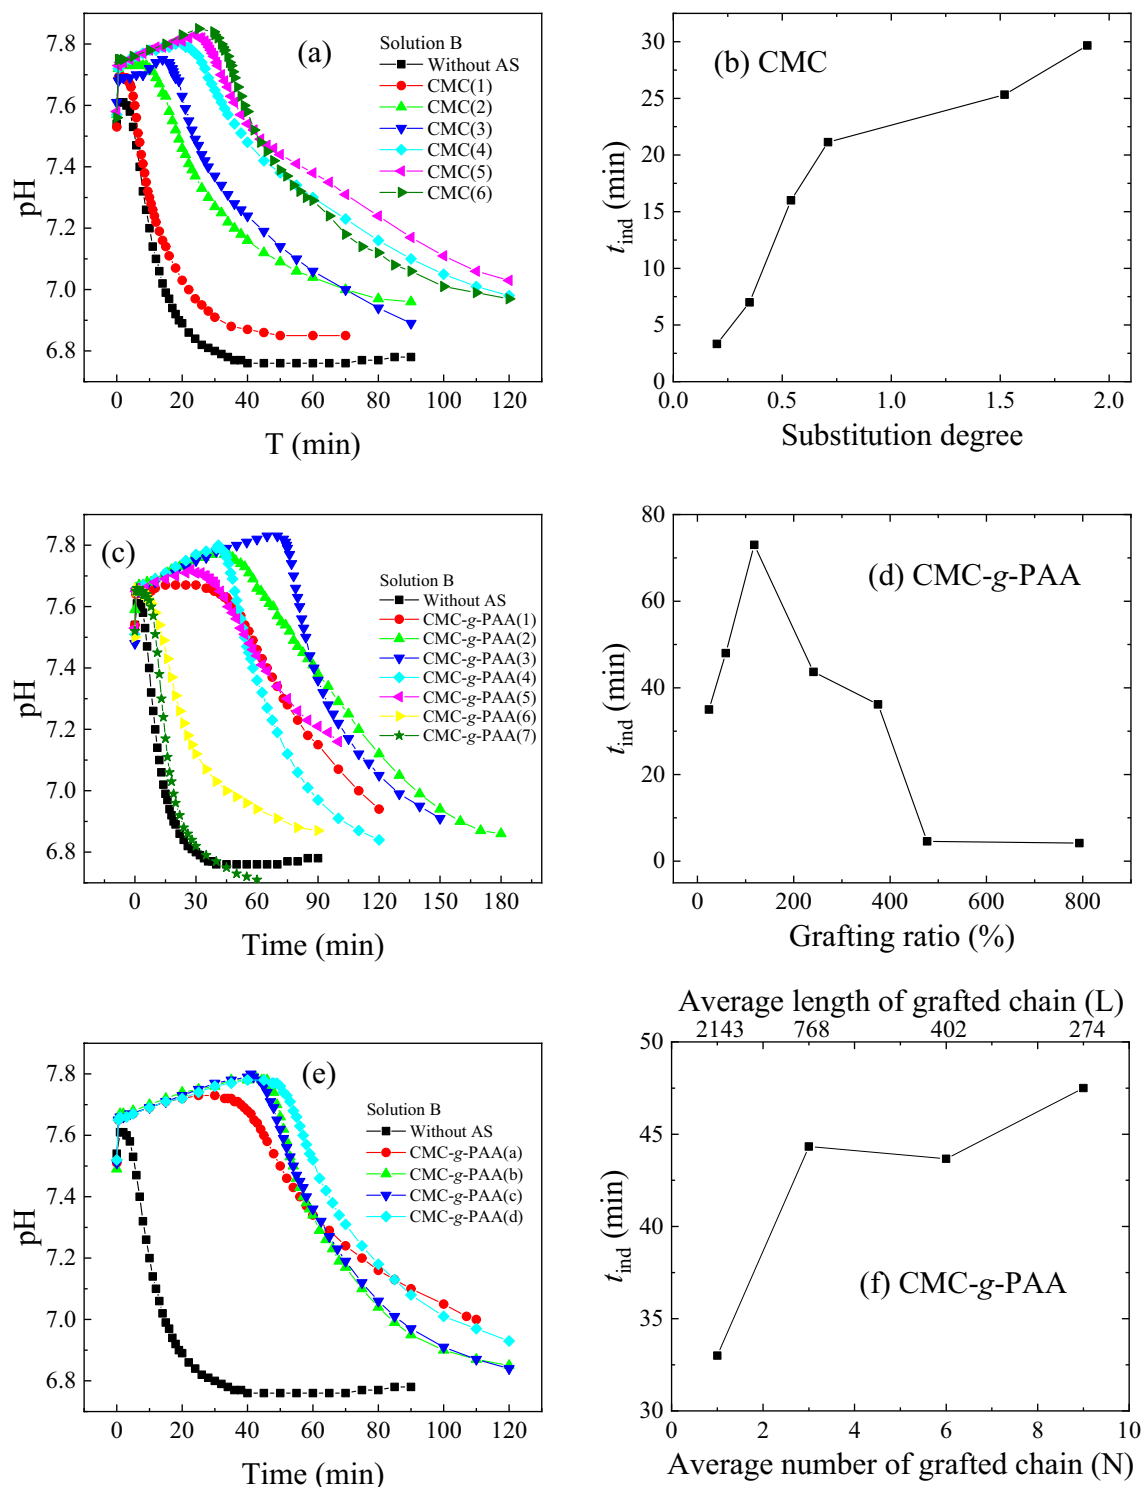 (a)
Solution B
Without AS
CMC(1)
CMC(2)
CMC(3)
CMC(4)
CMC(5)
CMC(6)
7.8
7.6
7.4
7.2
7.0
6.8
pH
0 20 40 60 80 100 120
T (min)
(b) CMC
30
25
20
15
10
5
0
t_ind (min)
0.0 0.5 1.0 1.5 2.0
Substitution degree
(c)
Solution B
Without AS
CMC-g-PAA(1)
CMC-g-PAA(2)
CMC-g-PAA(3)
CMC-g-PAA(4)
CMC-g-PAA(5)
CMC-g-PAA(6)
CMC-g-PAA(7)
7.8
7.6
7.4
7.2
7.0
6.8
pH
0 30 60 90 120 150 180
Time (min)
(d) CMC-g-PAA
80
60
40
20
0
t_ind (min)
0 200 400 600 800
Grafting ratio (%)
(e)
Solution B
Without AS
CMC-g-PAA(a)
CMC-g-PAA(b)
CMC-g-PAA(c)
CMC-g-PAA(d)
7.8
7.6
7.4
7.2
7.0
6.8
pH
0 20 40 60 80 100 120
Time (min)
Average length of grafted chain (L)
2143 768 402 274
50
45
40
35
30
t_ind (min)
(f) CMC-g-PAA
0 2 4 6 8 10
Average number of grafted chain (N)